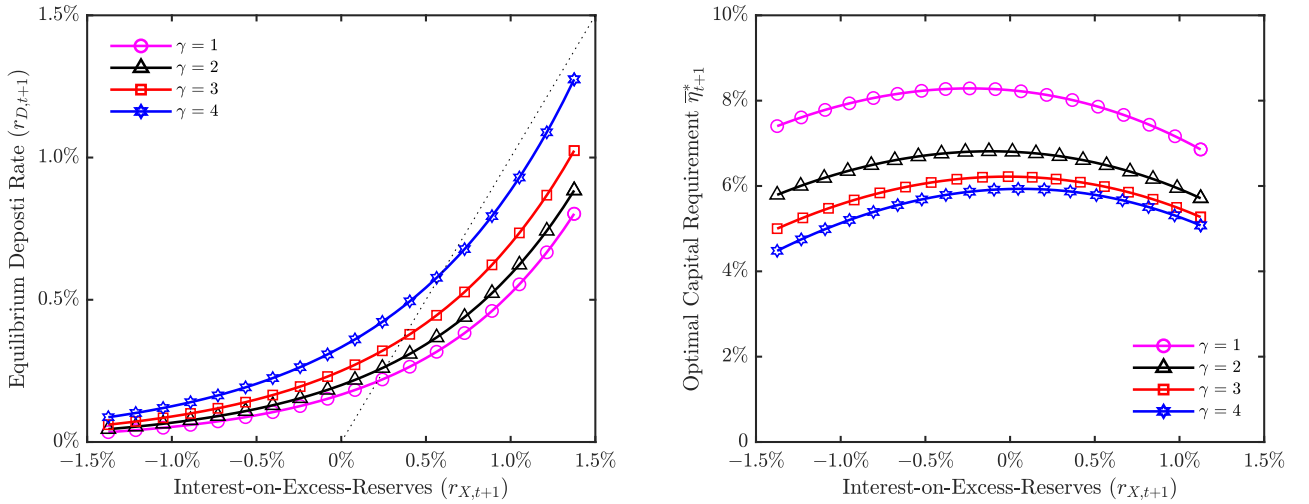 Equilibrium Deposti Rate (r_{D,t+1})
1.5%
1.0%
0.5%
0%
γ = 1
γ = 2
γ = 3
γ = 4
−1.5% −1.0% −0.5% 0% 0.5% 1.0% 1.5%
Interest-on-Excess-Reserves (r_{X,t+1})
Optimal Capital Requirement η̅*_{t+1}
10%
8%
6%
4%
2%
0
γ = 1
γ = 2
γ = 3
γ = 4
−1.5% −1.0% −0.5% 0% 0.5% 1.0% 1.5%
Interest-on-Excess-Reserves (r_{X,t+1})